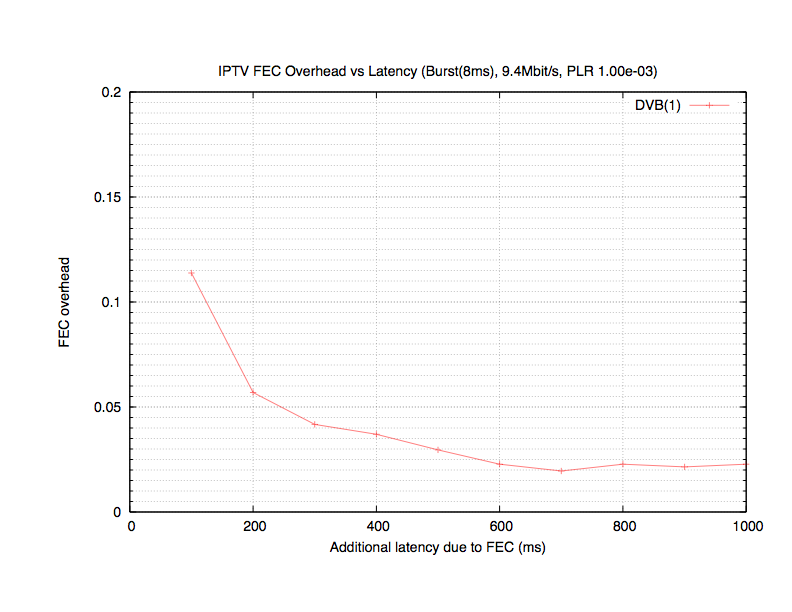 IPTV FEC Overhead vs Latency (Burst(8ms), 9.4Mbit/s, PLR 1.00e-03)
DVB(1)
0.2
0.15
0.1
0.05
0
FEC overhead
0 200 400 600 800 1000
Additional latency due to FEC (ms)